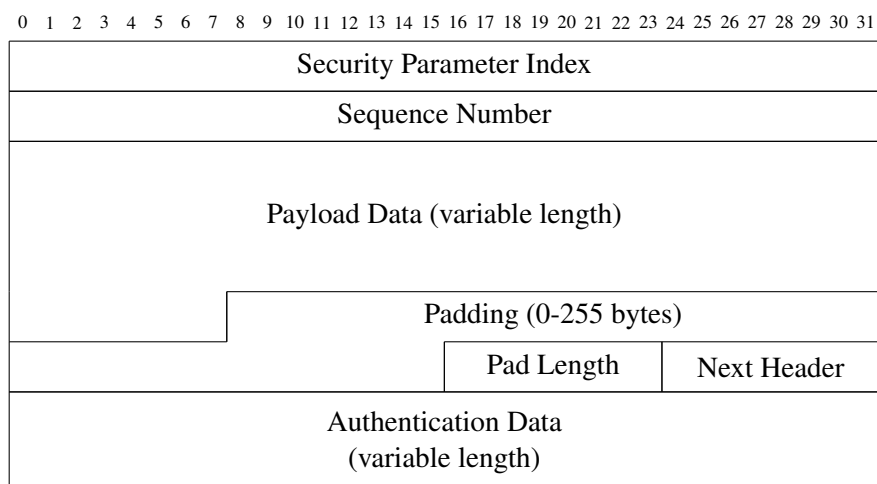 0 1 2 3 4 5 6 7 8 9 10 11 12 13 14 15 16 17 18 19 20 21 22 23 24 25 26 27 28 29 30 31
Security Parameter Index
Sequence Number
Payload Data (variable length)
Padding (0-255 bytes)
Pad Length Next Header
Authentication Data
(variable length)